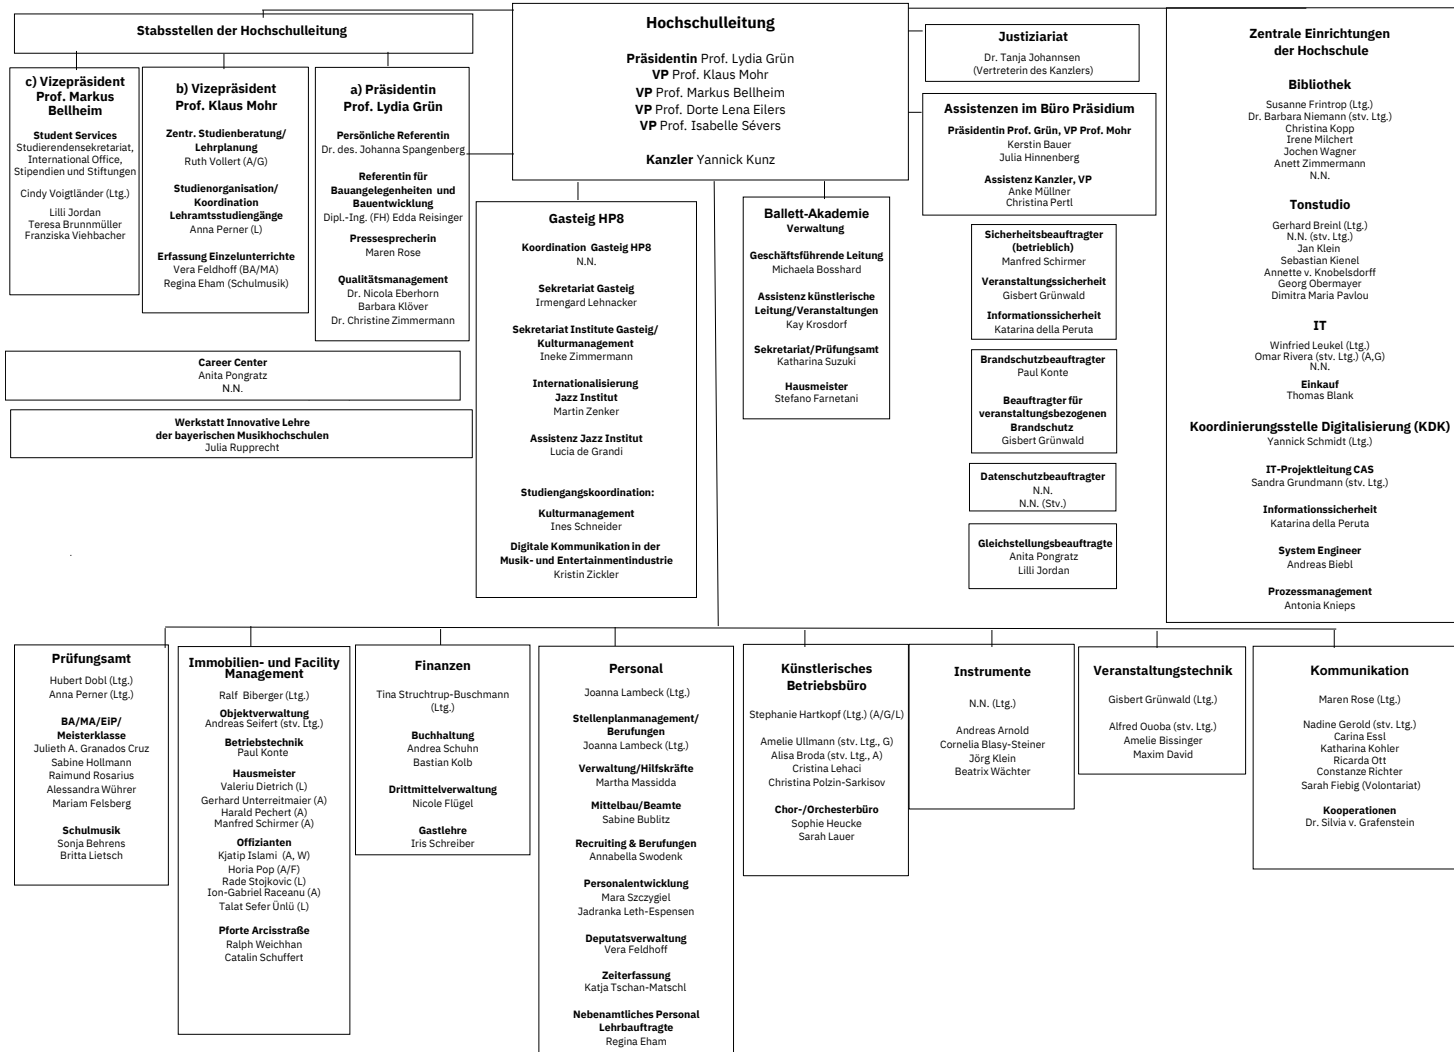 Stabsstellen der Hochschulleitung
c) Vizepräsident
Prof. Markus
Bellheim
Student Services
Studierendensekretariat,
International Office,
Stipendien und Stiftungen
Cindy Voigtländer (Ltg.)
Lilli Jordan
Teresa Brunnmüller
Franziska Viehbacher
b) Vizepräsident
Prof. Klaus Mohr
Zentr. Studienberatung/
Lehrplanung
Ruth Vollert (A/G)
Studienorganisation/
Koordination
Lehramtsstudiengänge
Anna Perner (L)
Erfassung Einzelunterrichte
Vera Feldhoff (BA/MA)
Regina Eham (Schulmusik)
a) Präsidentin
Prof. Lydia Grün
Persönliche Referentin
Dr. des. Johanna Spangenberg
Referentin für
Bauangelegenheiten und
Bauentwicklung
Dipl.-Ing. (FH) Edda Reisinger
Pressesprecherin
Maren Rose
Qualitätsmanagement
Dr. Nicola Eberhorn
Barbara Klöver
Dr. Christine Zimmermann
Career Center
Anita Pongratz
N.N.
Werkstatt Innovative Lehre
der bayerischen Musikhochschulen
Julia Rupprecht
Hochschulleitung
Präsidentin Prof. Lydia Grün
VP Prof. Klaus Mohr
VP Prof. Markus Bellheim
VP Prof. Dorte Lena Eilers
VP Prof. Isabelle Sévers
Kanzler Yannick Kunz
Gasteig HP8
Koordination Gasteig HP8
N.N.
Sekretariat Gasteig
Irmengard Lehnacker
Sekretariat Institute Gasteig/
Kulturmanagement
Ineke Zimmermann
Internationalisierung
Jazz Institut
Martin Zenker
Assistenz Jazz Institut
Lucia de Grandi
Studiengangskoordination:
Kulturmanagement
Ines Schneider
Digitale Kommunikation in der
Musik- und Entertainmentindustrie
Kristin Zickler
Ballett-Akademie
Verwaltung
Geschäftsführende Leitung
Michaela Bosshard
Assistenz künstlerische
Leitung/Veranstaltungen
Kay Krosdorf
Sekretariat/Prüfungsamt
Katharina Suzuki
Hausmeister
Stefano Farnetani
Justiziariat
Dr. Tanja Johannsen
(Vertreterin des Kanzlers)
Assistenzen im Büro Präsidium
Präsidentin Prof. Grün, VP Prof. Mohr
Kerstin Bauer
Julia Hinnenberg
Assistenz Kanzler, VP
Anke Müllner
Christina Pertl
Sicherheitsbeauftragter
(betrieblich)
Manfred Schirmer
Veranstaltungssicherheit
Gisbert Grünwald
Informationssicherheit
Katarina della Peruta
Brandschutzbeauftragter
Paul Konte
Beauftragter für
veranstaltungsbezogenen
Brandschutz
Gisbert Grünwald
Datenschutzbeauftragter
N.N.
N.N. (Stv.)
Gleichstellungsbeauftragte
Anita Pongratz
Lilli Jordan
Zentrale Einrichtungen
der Hochschule
Bibliothek
Susanne Frintrop (Ltg.)
Dr. Barbara Niemann (stv. Ltg.)
Christina Kopp
Irene Milchert
Jochen Wagner
Anett Zimmermann
N.N.
Tonstudio
Gerhard Breinl (Ltg.)
N.N. (stv. Ltg.)
Jan Klein
Sebastian Kienel
Annette v. Knobelsdorff
Georg Obermayer
Dimitra Maria Pavlou
IT
Winfried Leukel (Ltg.)
Omar Rivera (stv. Ltg.) (A,G)
N.N.
Einkauf
Thomas Blank
Koordinierungsstelle Digitalisierung (KDK)
Yannick Schmidt (Ltg.)
IT-Projektleitung CAS
Sandra Grundmann (stv. Ltg.)
Informationssicherheit
Katarina della Peruta
System Engineer
Andreas Biebl
Prozessmanagement
Antonia Knieps
Prüfungsamt
Hubert Dobl (Ltg.)
Anna Perner (Ltg.)
BA/MA/EiP/
Meisterklasse
Julieth A. Granados Cruz
Sabine Hollmann
Raimund Rosarius
Alessandra Wührer
Mariam Felsberg
Schulmusik
Sonja Behrens
Britta Lietsch
Immobilien- und Facility
Management
Ralf Biberger (Ltg.)
Objektverwaltung
Andreas Seifert (stv. Ltg.)
Betriebstechnik
Paul Konte
Hausmeister
Valeriu Dietrich (L)
Gerhard Unterreitmaier (A)
Harald Pechert (A)
Manfred Schirmer (A)
Offizianten
Kjatip Islami (A, W)
Horia Pop (A/F)
Rade Stojkovic (L)
Ion-Gabriel Raceanu (A)
Talat Sefer Ünlü (L)
Pforte Arcisstraße
Ralph Weichhan
Catalin Schuffert
Finanzen
Tina Struchtrup-Buschmann
(Ltg.)
Buchhaltung
Andrea Schuhn
Bastian Kolb
Drittmittelverwaltung
Nicole Flügel
Gastlehre
Iris Schreiber
Personal
Joanna Lambeck (Ltg.)
Stellenplanmanagement/
Berufungen
Joanna Lambeck (Ltg.)
Verwaltung/Hilfskräfte
Martha Massidda
Mittelbau/Beamte
Sabine Bublitz
Recruiting & Berufungen
Annabella Swodenk
Personalentwicklung
Mara Szczygiel
Jadranka Leth-Espensen
Deputatsverwaltung
Vera Feldhoff
Zeiterfassung
Katja Tschan-Matschl
Nebenamtliches Personal
Lehrbauftragte
Regina Eham
Künstlerisches
Betriebsbüro
Stephanie Hartkopf (Ltg.) (A/G/L)
Amelie Ullmann (stv. Ltg., G)
Alisa Broda (stv. Ltg., A)
Cristina Lehaci
Christina Polzin-Sarkisov
Chor-/Orchesterbüro
Sophie Heucke
Sarah Lauer
Instrumente
N.N. (Ltg.)
Andreas Arnold
Cornelia Blasy-Steiner
Jörg Klein
Beatrix Wächter
Veranstaltungstechnik
Gisbert Grünwald (Ltg.)
Alfred Ouoba (stv. Ltg.)
Amelie Bissinger
Maxim David
Kommunikation
Maren Rose (Ltg.)
Nadine Gerold (stv. Ltg.)
Carina Essl
Katharina Kohler
Ricarda Ott
Constanze Richter
Sarah Fiebig (Volontariat)
Kooperationen
Dr. Silvia v. Grafenstein